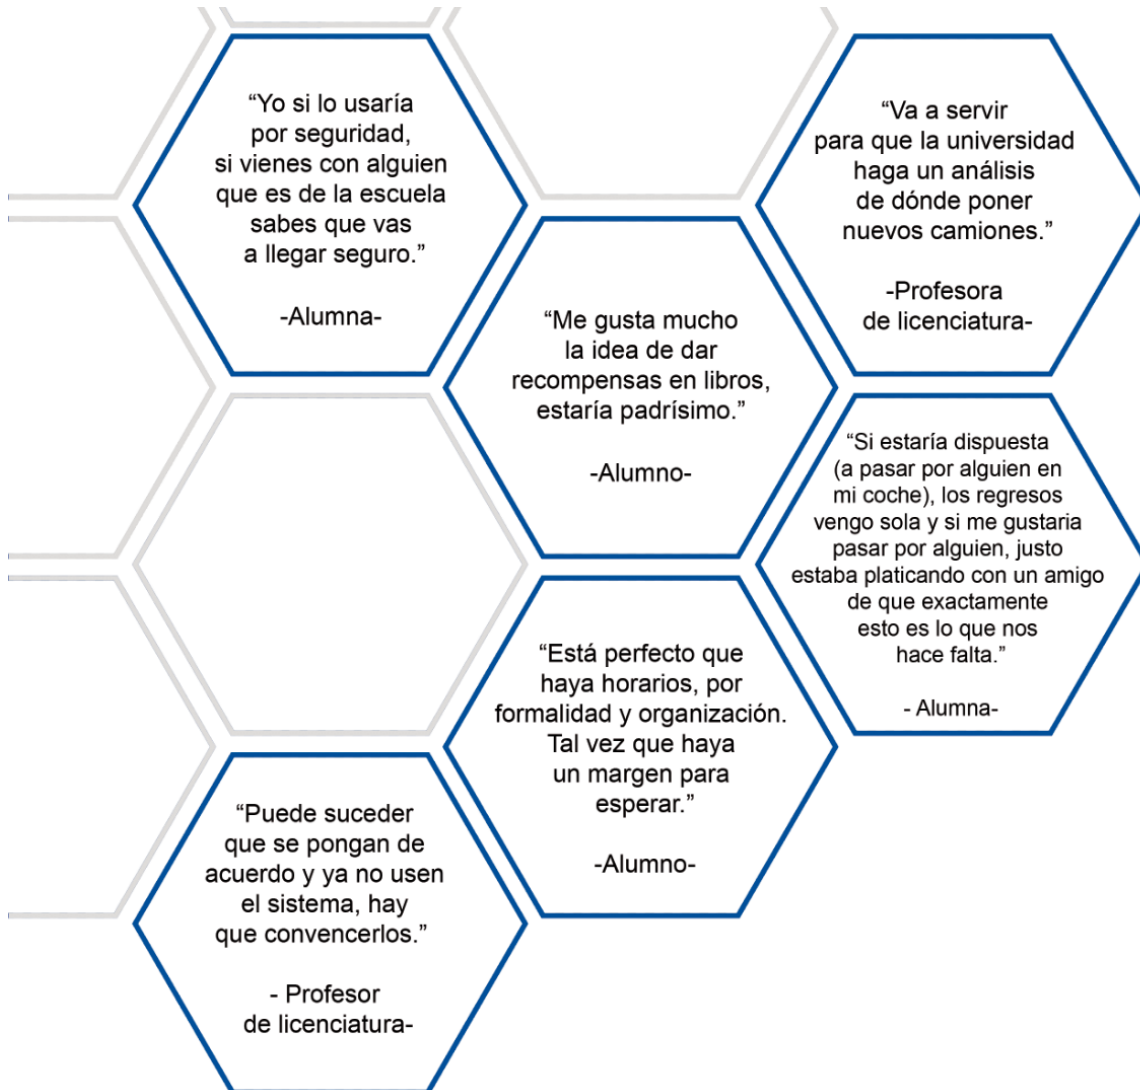 “Yo si lo usaría
por seguridad,
si vienes con alguien
que es de la escuela
sabes que vas
a llegar seguro.”
-Alumna-
“Va a servir
para que la universidad
haga un análisis
de dónde poner
nuevos camiones.”
-Profesora
de licenciatura-
“Me gusta mucho
la idea de dar
recompensas en libros,
estaría padrísimo.”
-Alumno-
“Si estaría dispuesta
(a pasar por alguien en
mi coche), los regresos
vengo sola y si me gustaria
pasar por alguien, justo
estaba platicando con un amigo
de que exactamente
esto es lo que nos
hace falta.”
- Alumna-
“Está perfecto que
haya horarios, por
formalidad y organización.
Tal vez que haya
un margen para
esperar.”
-Alumno-
“Puede suceder
que se pongan de
acuerdo y ya no usen
el sistema, hay
que convencerlos.”
- Profesor
de licenciatura-